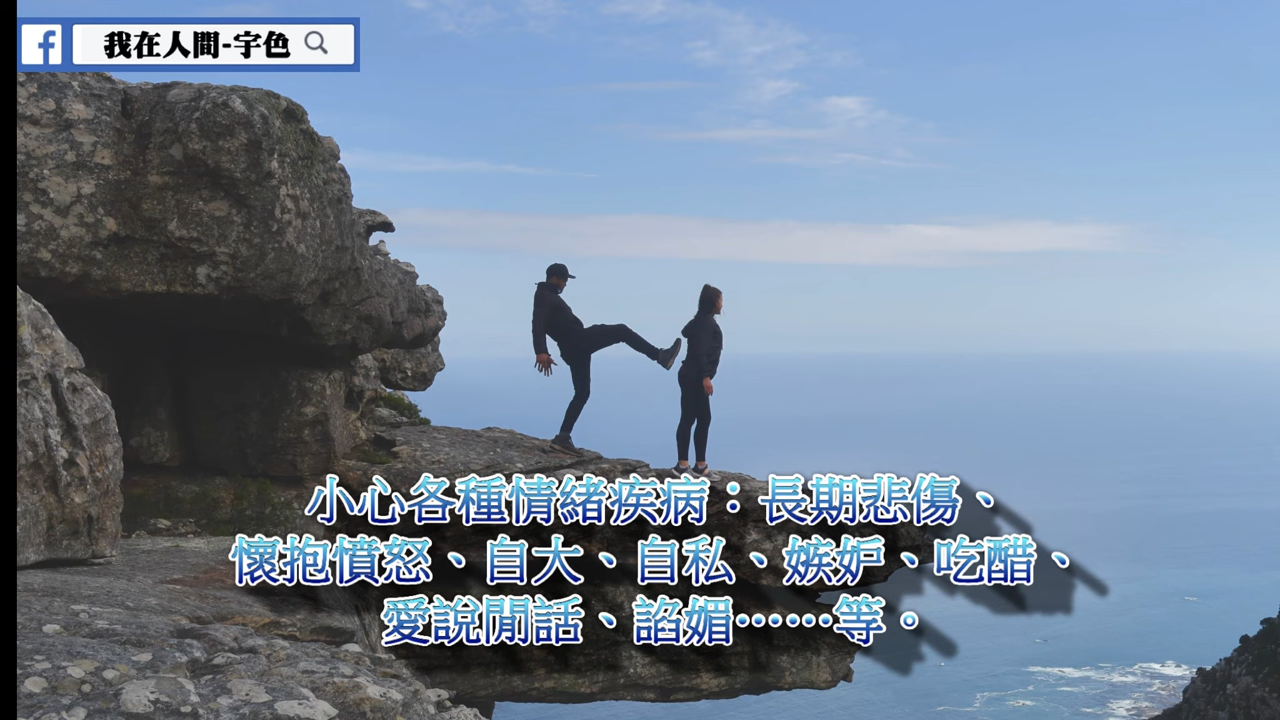 我在人間-宇色
小心各種情緒疾病：長期悲傷、
懷抱憤怒、自大、自私、嫉妒、吃醋、
愛說閒話、諂媚……等。